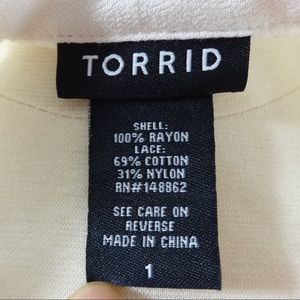 TORRID
SHELL:
100% RAYON
LACE:
69% COTTON
31% NYLON
RN#148862
SEE CARE ON
REVERSE
MADE IN CHINA
1